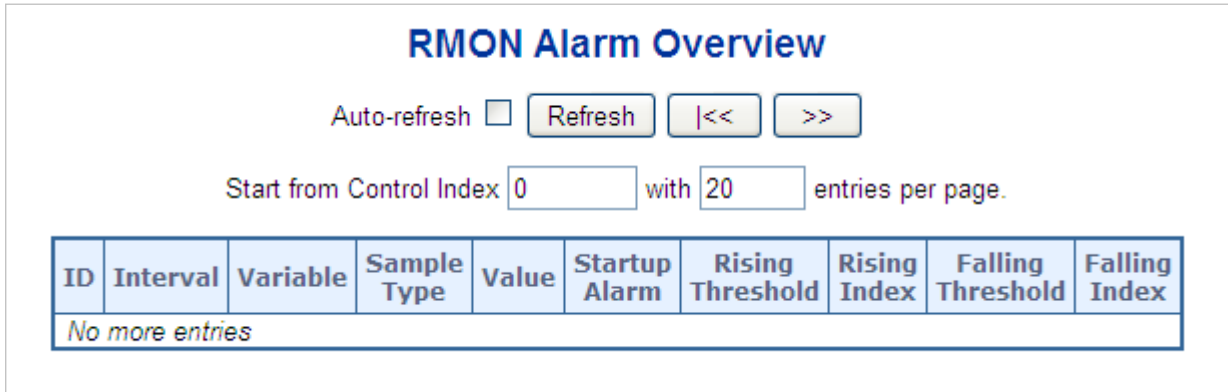 RMON Alarm Overview
Auto-refresh Refresh |<< >>
Start from Control Index 0 with 20 entries per page.
ID Interval Variable Sample Type Value Startup Alarm Rising Threshold Rising Index Falling Threshold Falling Index
No more entries